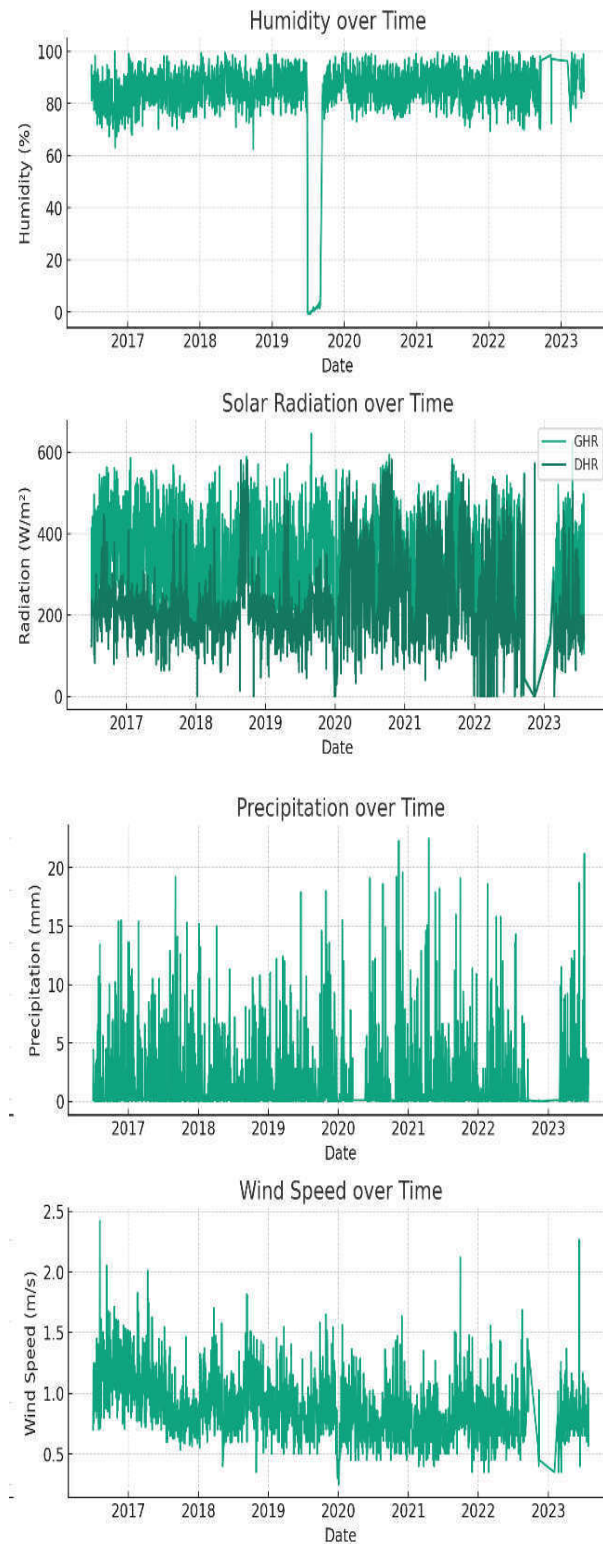 Humidity over Time
Humidity (%)
100
80
60
40
20
0
2017 2018 2019 2020 2021 2022 2023
Date
Solar Radiation over Time
Radiation (W/m²)
600
400
200
0
GHR
DHR
2017 2018 2019 2020 2021 2022 2023
Date
Precipitation over Time
Precipitation (mm)
20
15
10
5
0
2017 2018 2019 2020 2021 2022 2023
Date
Wind Speed over Time
Wind Speed (m/s)
2.5
2.0
1.5
1.0
0.5
2017 2018 2019 2020 2021 2022 2023
Date